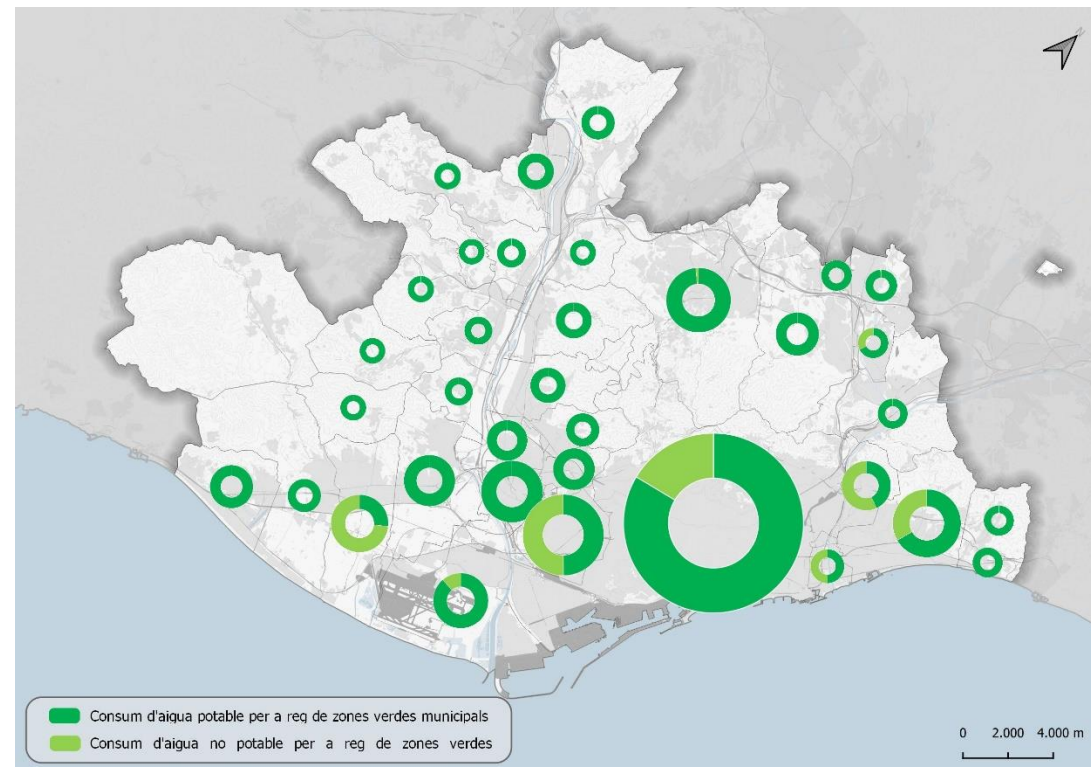 Consum d'aigua potable per a reg de zones verdes municipals
Consum d'aigua no potable per a reg de zones verdes
0 2.000 4.000 m